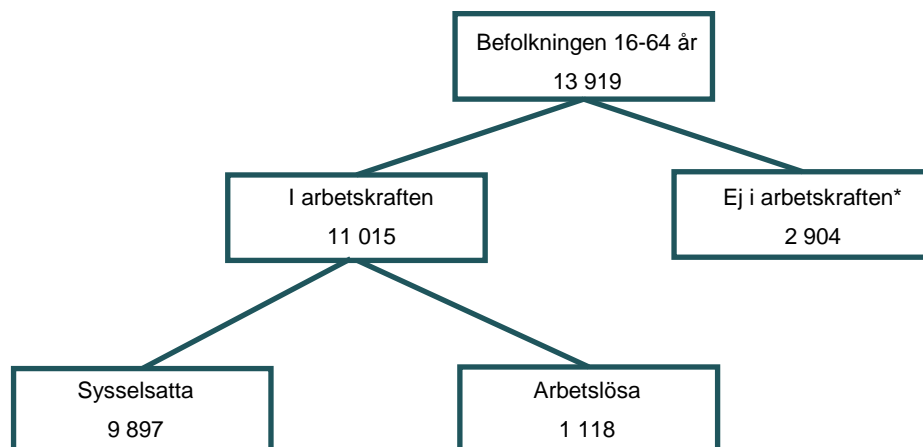 Befolkningen 16-64 år
13 919
I arbetskraften
11 015
Ej i arbetskraften*
2 904
Sysselsatta
9 897
Arbetslösa
1 118